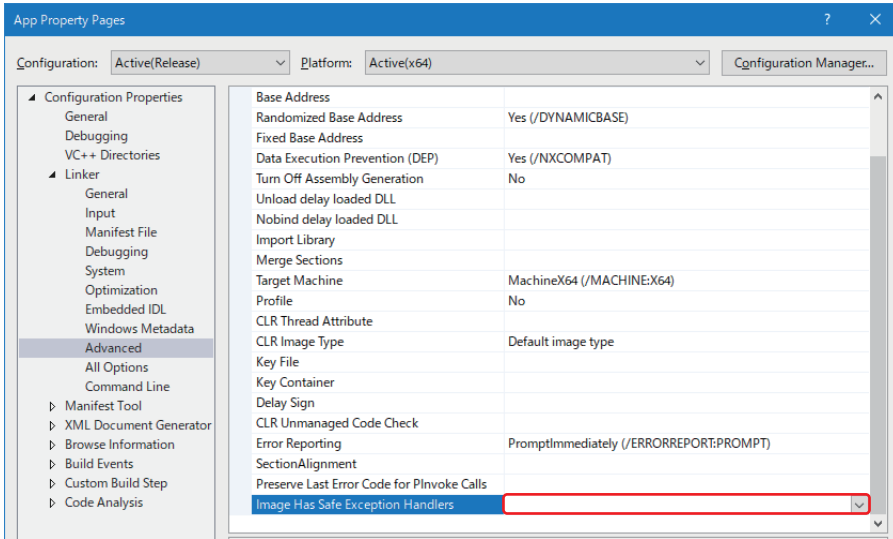 App Property Pages ? ×
Configuration: Active(Release) Platform: Active(x64) Configuration Manager...
Configuration Properties
General
Debugging
VC++ Directories
Linker
General
Input
Manifest File
Debugging
System
Optimization
Embedded IDL
Windows Metadata
Advanced
All Options
Command Line
Manifest Tool
XML Document Generator
Browse Information
Build Events
Custom Build Step
Code Analysis
Base Address
Randomized Base Address Yes (/DYNAMICBASE)
Fixed Base Address
Data Execution Prevention (DEP) Yes (/NXCOMPAT)
Turn Off Assembly Generation No
Unload delay loaded DLL
Nobind delay loaded DLL
Import Library
Merge Sections
Target Machine MachineX64 (/MACHINE:X64)
Profile No
CLR Thread Attribute
CLR Image Type Default image type
Key File
Key Container
Delay Sign
CLR Unmanaged Code Check
Error Reporting PromptImmediately (/ERRORREPORT:PROMPT)
SectionAlignment
Preserve Last Error Code for PInvoke Calls
Image Has Safe Exception Handlers